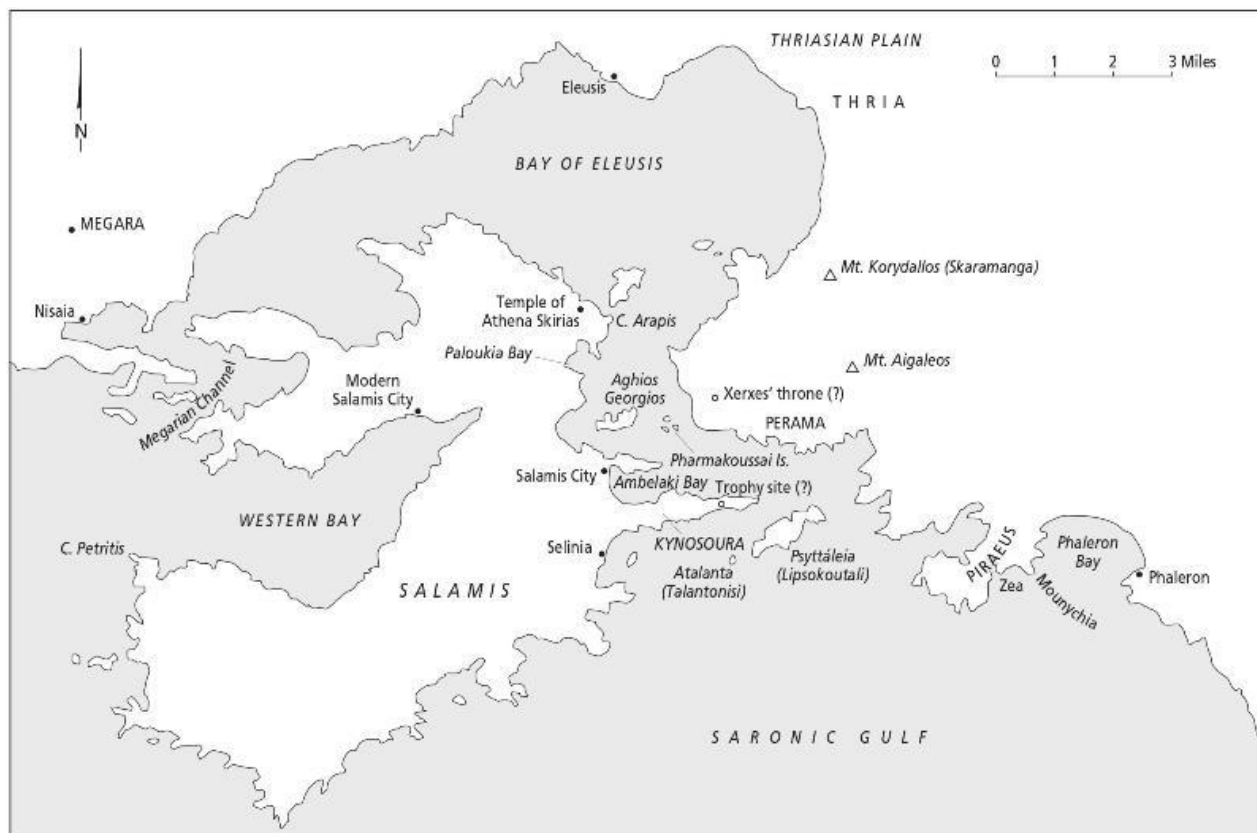 THRIASIAN PLAIN
0 1 2 3 Miles
Eleusis
THRIA
N
BAY OF ELEUSIS
MEGARA
Mt. Korydallos (Skaramanga)
Nisaia
Temple of
Athena Skirias
C. Arapis
Paloukia Bay
Mt. Aigaleos
Megarian Channel
Modern
Salamis City
Aghios
Georgios
Xerxes' throne (?)
PERAMA
Pharmakoussai Is.
Salamis City
Ambelaki Bay
Trophy site (?)
WESTERN BAY
C. Petritis
Selinia
KYNOSOURA
Psyttáleia
(Lipsokoutali)
Atalanta
(Talantonisi)
SALAMIS
PIRAEUS
Zea
Mounychia
Phaleron
Bay
Phaleron
SARONIC GULF